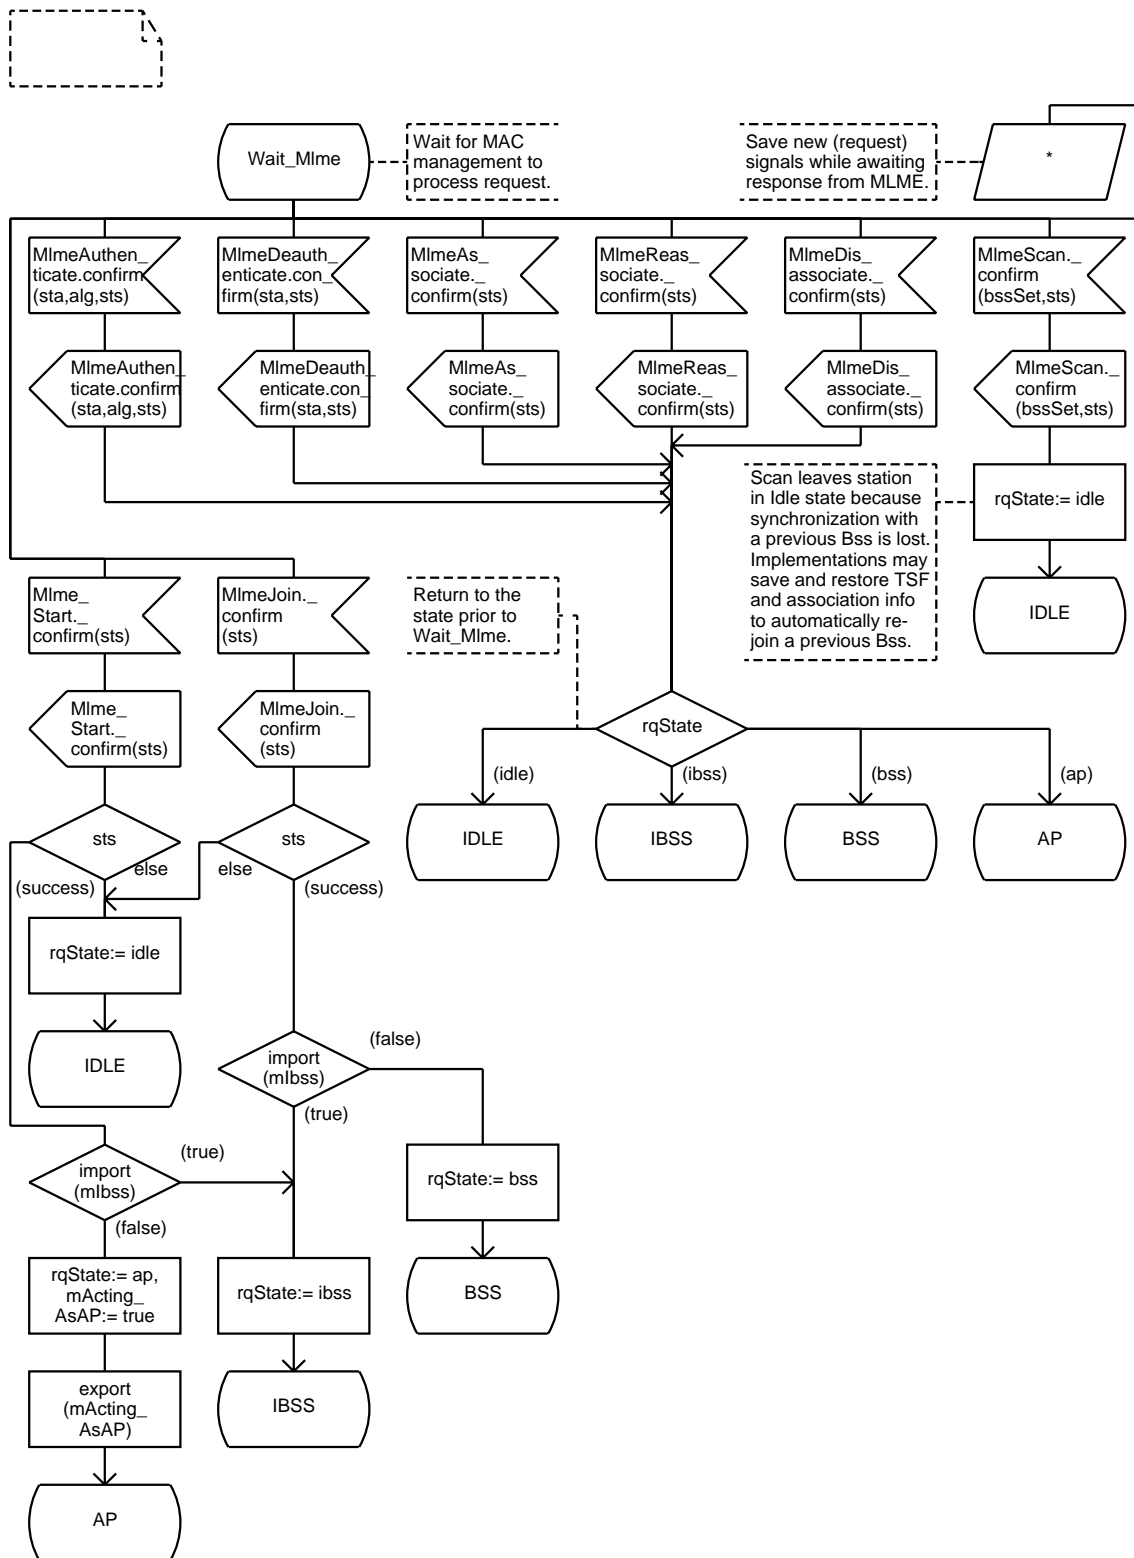 Wait_Mlme
Wait for MAC
management to
process request.
Save new (request)
signals while awaiting
response from MLME.
*
MlmeAuthen_
ticate.confirm
(sta,alg,sts)
MlmeDeauth_
enticate.con_
firm(sta,sts)
MlmeAs_
sociate._
confirm(sts)
MlmeReas_
sociate._
confirm(sts)
MlmeDis_
associate._
confirm(sts)
MlmeScan._
confirm
(bssSet,sts)
MlmeAuthen_
ticate.confirm
(sta,alg,sts)
MlmeDeauth_
enticate.con_
firm(sta,sts)
MlmeAs_
sociate._
confirm(sts)
MlmeReas_
sociate._
confirm(sts)
MlmeDis_
associate._
confirm(sts)
MlmeScan._
confirm
(bssSet,sts)
Scan leaves station
in Idle state because
synchronization with
a previous Bss is lost.
Implementations may
save and restore TSF
and association info
to automatically re-
join a previous Bss.
rqState:= idle
IDLE
Mlme_
Start._
confirm(sts)
MlmeJoin._
confirm
(sts)
Return to the
state prior to
Wait_Mlme.
Mlme_
Start._
confirm(sts)
MlmeJoin._
confirm
(sts)
rqState
(idle)
(ibss)
(bss)
(ap)
IDLE
IBSS
BSS
AP
sts
sts
(success)
else
else
(success)
rqState:= idle
IDLE
import
(mIbss)
(false)
(true)
import
(mIbss)
(true)
(false)
rqState:= bss
BSS
rqState:= ap,
mActing_
AsAP:= true
rqState:= ibss
export
(mActing_
AsAP)
IBSS
AP